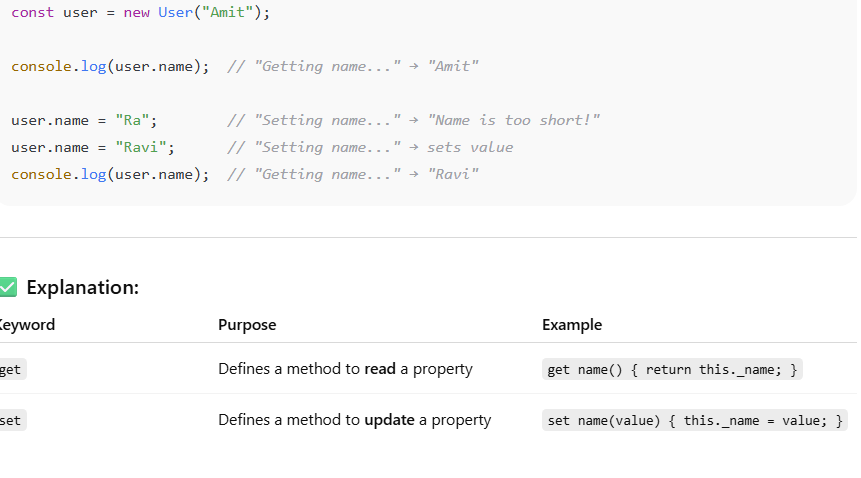 const user = new User("Amit");
console.log(user.name);  // "Getting name..." → "Amit"
user.name = "Ra";        // "Setting name..." → "Name is too short!"
user.name = "Ravi";      // "Setting name..." → sets value
console.log(user.name);  // "Getting name..." → "Ravi"
✅ Explanation:
Keyword Purpose Example
get Defines a method to read a property get name() { return this._name; }
set Defines a method to update a property set name(value) { this._name = value; }